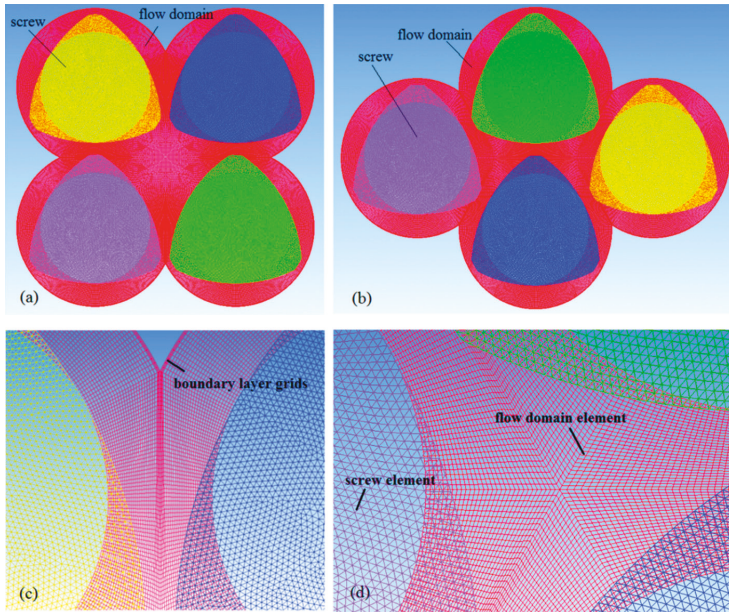 screw
flow domain
(a)
flow domain
screw
(b)
boundary layer grids
(c)
flow domain element
screw element
(d)